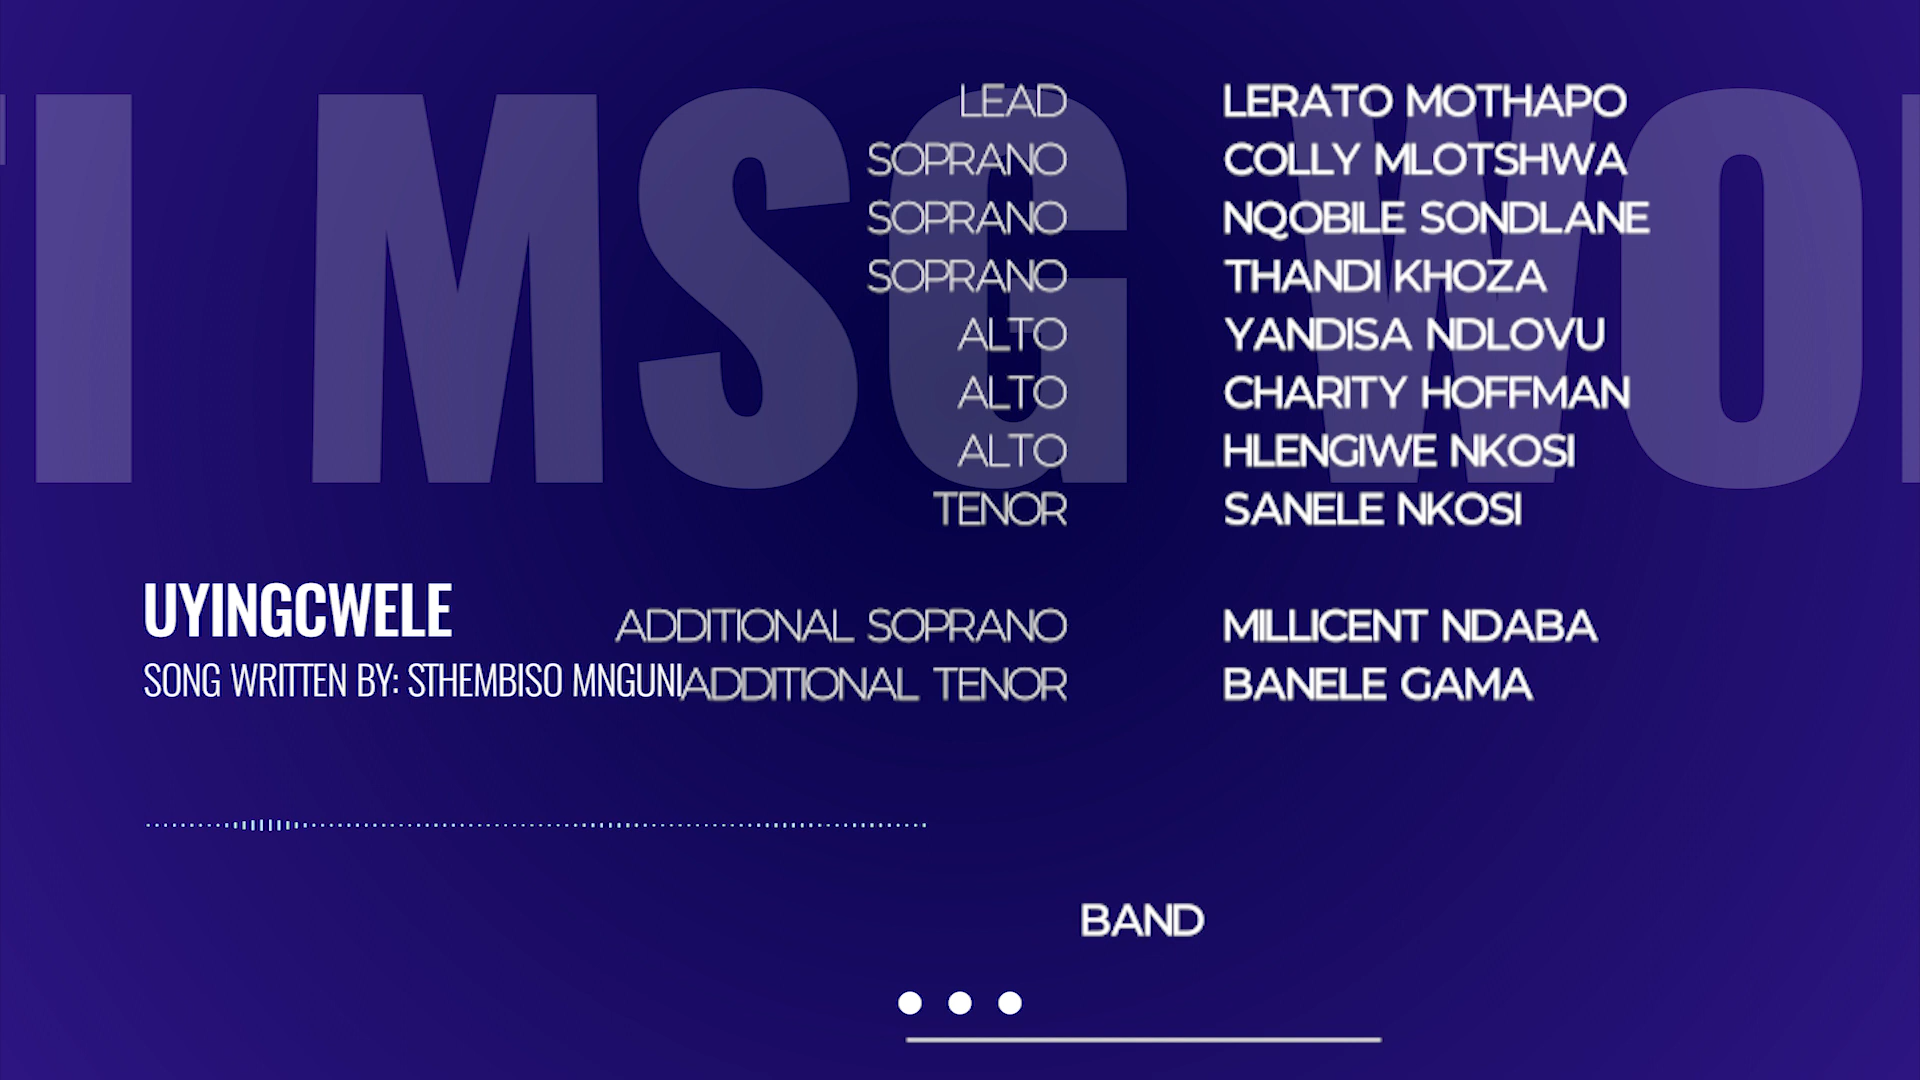 I MSG WO
LEAD LERATO MOTHAPO
SOPRANO COLLY MLOTSHWA
SOPRANO NQOBILE SONDLANE
SOPRANO THANDI KHOZA
ALTO YANDISA NDLOVU
ALTO CHARITY HOFFMAN
ALTO HLENGIWE NKOSI
TENOR SANELE NKOSI
UYINGCWELE
SONG WRITTEN BY: STHEMBISO MNGUNI
ADDITIONAL SOPRANO MILLICENT NDABA
ADDITIONAL TENOR BANELE GAMA
BAND